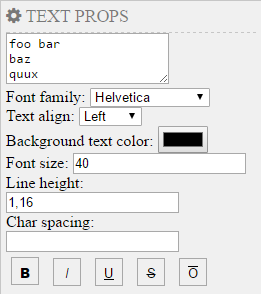 TEXT PROPS
foo bar
baz
quux
Font family: Helvetica
Text align: Left
Background text color:
Font size: 40
Line height:
1,16
Char spacing:
B I U S O